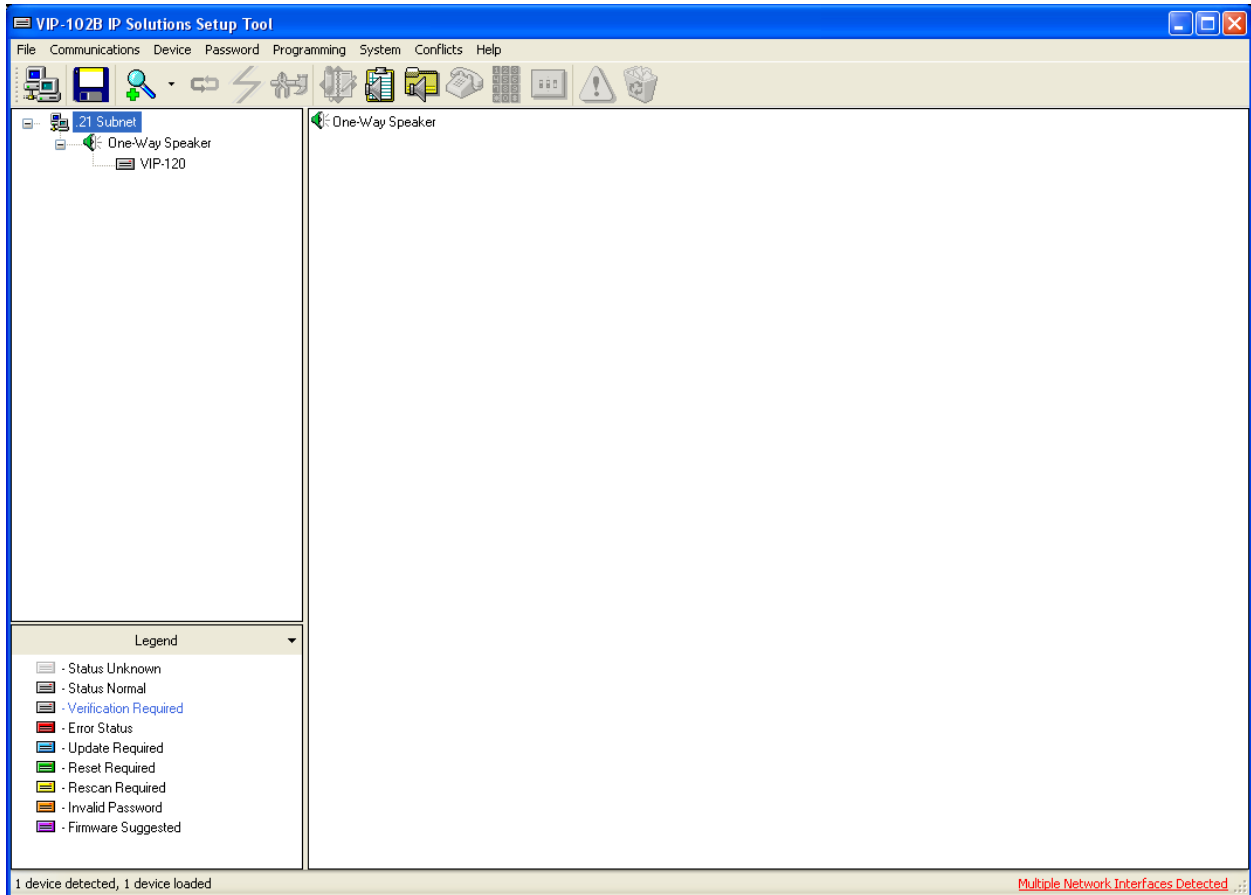 VIP-102B IP Solutions Setup Tool
File Communications Device Password Programming System Conflicts Help
.21 Subnet
One-Way Speaker
VIP-120
One-Way Speaker
Legend
- Status Unknown
- Status Normal
- Verification Required
- Error Status
- Update Required
- Reset Required
- Rescan Required
- Invalid Password
- Firmware Suggested
1 device detected, 1 device loaded
Multiple Network Interfaces Detected